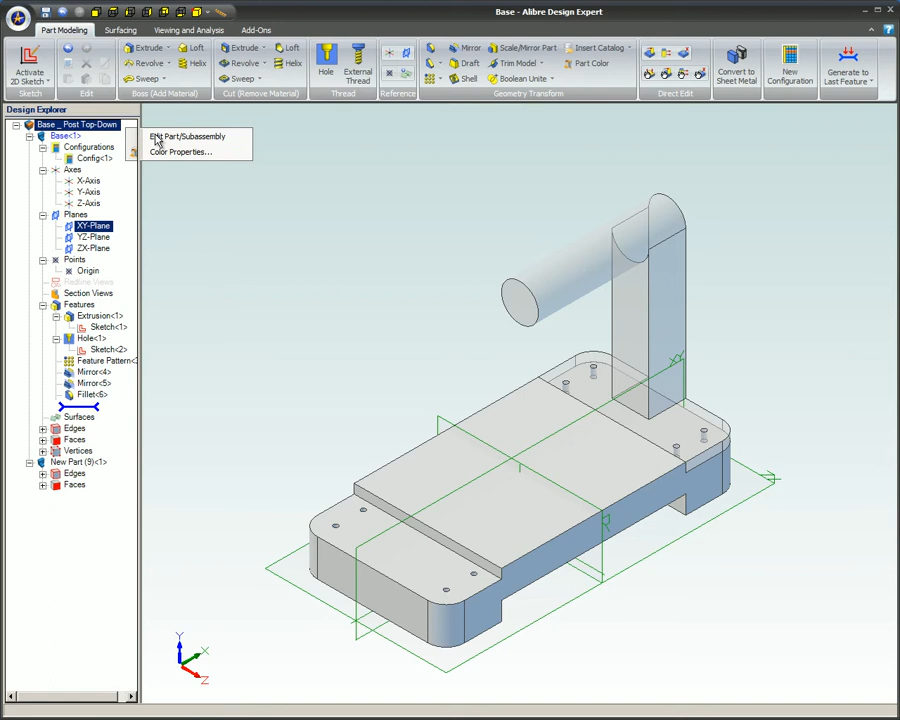 Base - Alibre Design Expert
Part Modeling Surfacing Viewing and Analysis Add-Ons
Activate
2D Sketch
Sketch
Edit
Extrude Loft
Revolve Helix
Sweep
Boss (Add Material)
Extrude Loft
Revolve Helix
Sweep
Cut (Remove Material)
Hole
External
Thread
Thread
Reference
Mirror Scale/Mirror Part Insert Catalog
Draft Trim Model Part Color
Shell Boolean Unite
Geometry Transform
Direct Edit
Convert to
Sheet Metal
New
Configuration
Generate to
Last Feature
Design Explorer
Base _ Post Top-Down
Base<1>
Configurations
Config<1>
Axes
X-Axis
Y-Axis
Z-Axis
Planes
XY-Plane
YZ-Plane
ZX-Plane
Points
Origin
Redline Views
Section Views
Features
Extrusion<1>
Sketch<1>
Hole<1>
Sketch<2>
Feature Pattern<
Mirror<4>
Mirror<5>
Fillet<6>
Surfaces
Edges
Faces
Vertices
New Part (9)<1>
Edges
Faces
Edit Part/Subassembly
Color Properties...
Y
X
Z